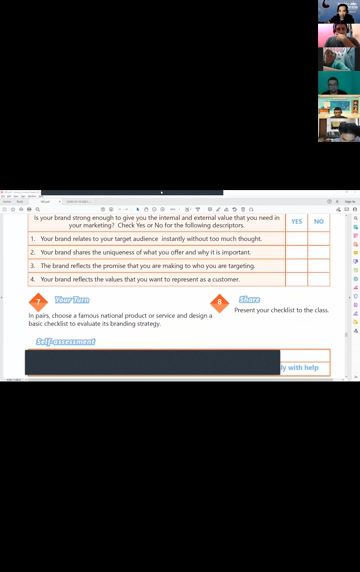 Is your brand strong enough to give you the internal and external value that you need in
your marketing? Check Yes or No for the following descriptors.
YES
NO
1. Your brand relates to your target audience instantly without too much thought.
2. Your brand shares the uniqueness of what you offer and why it is important.
3. The brand reflects the promise that you are making to who you are targeting.
4. Your brand reflects the values that you want to represent as a customer.
7 Your Turn
In pairs, choose a famous national product or service and design a
basic checklist to evaluate its branding strategy.
8 Share
Present your checklist to the class.
Self-assessment
ly with help